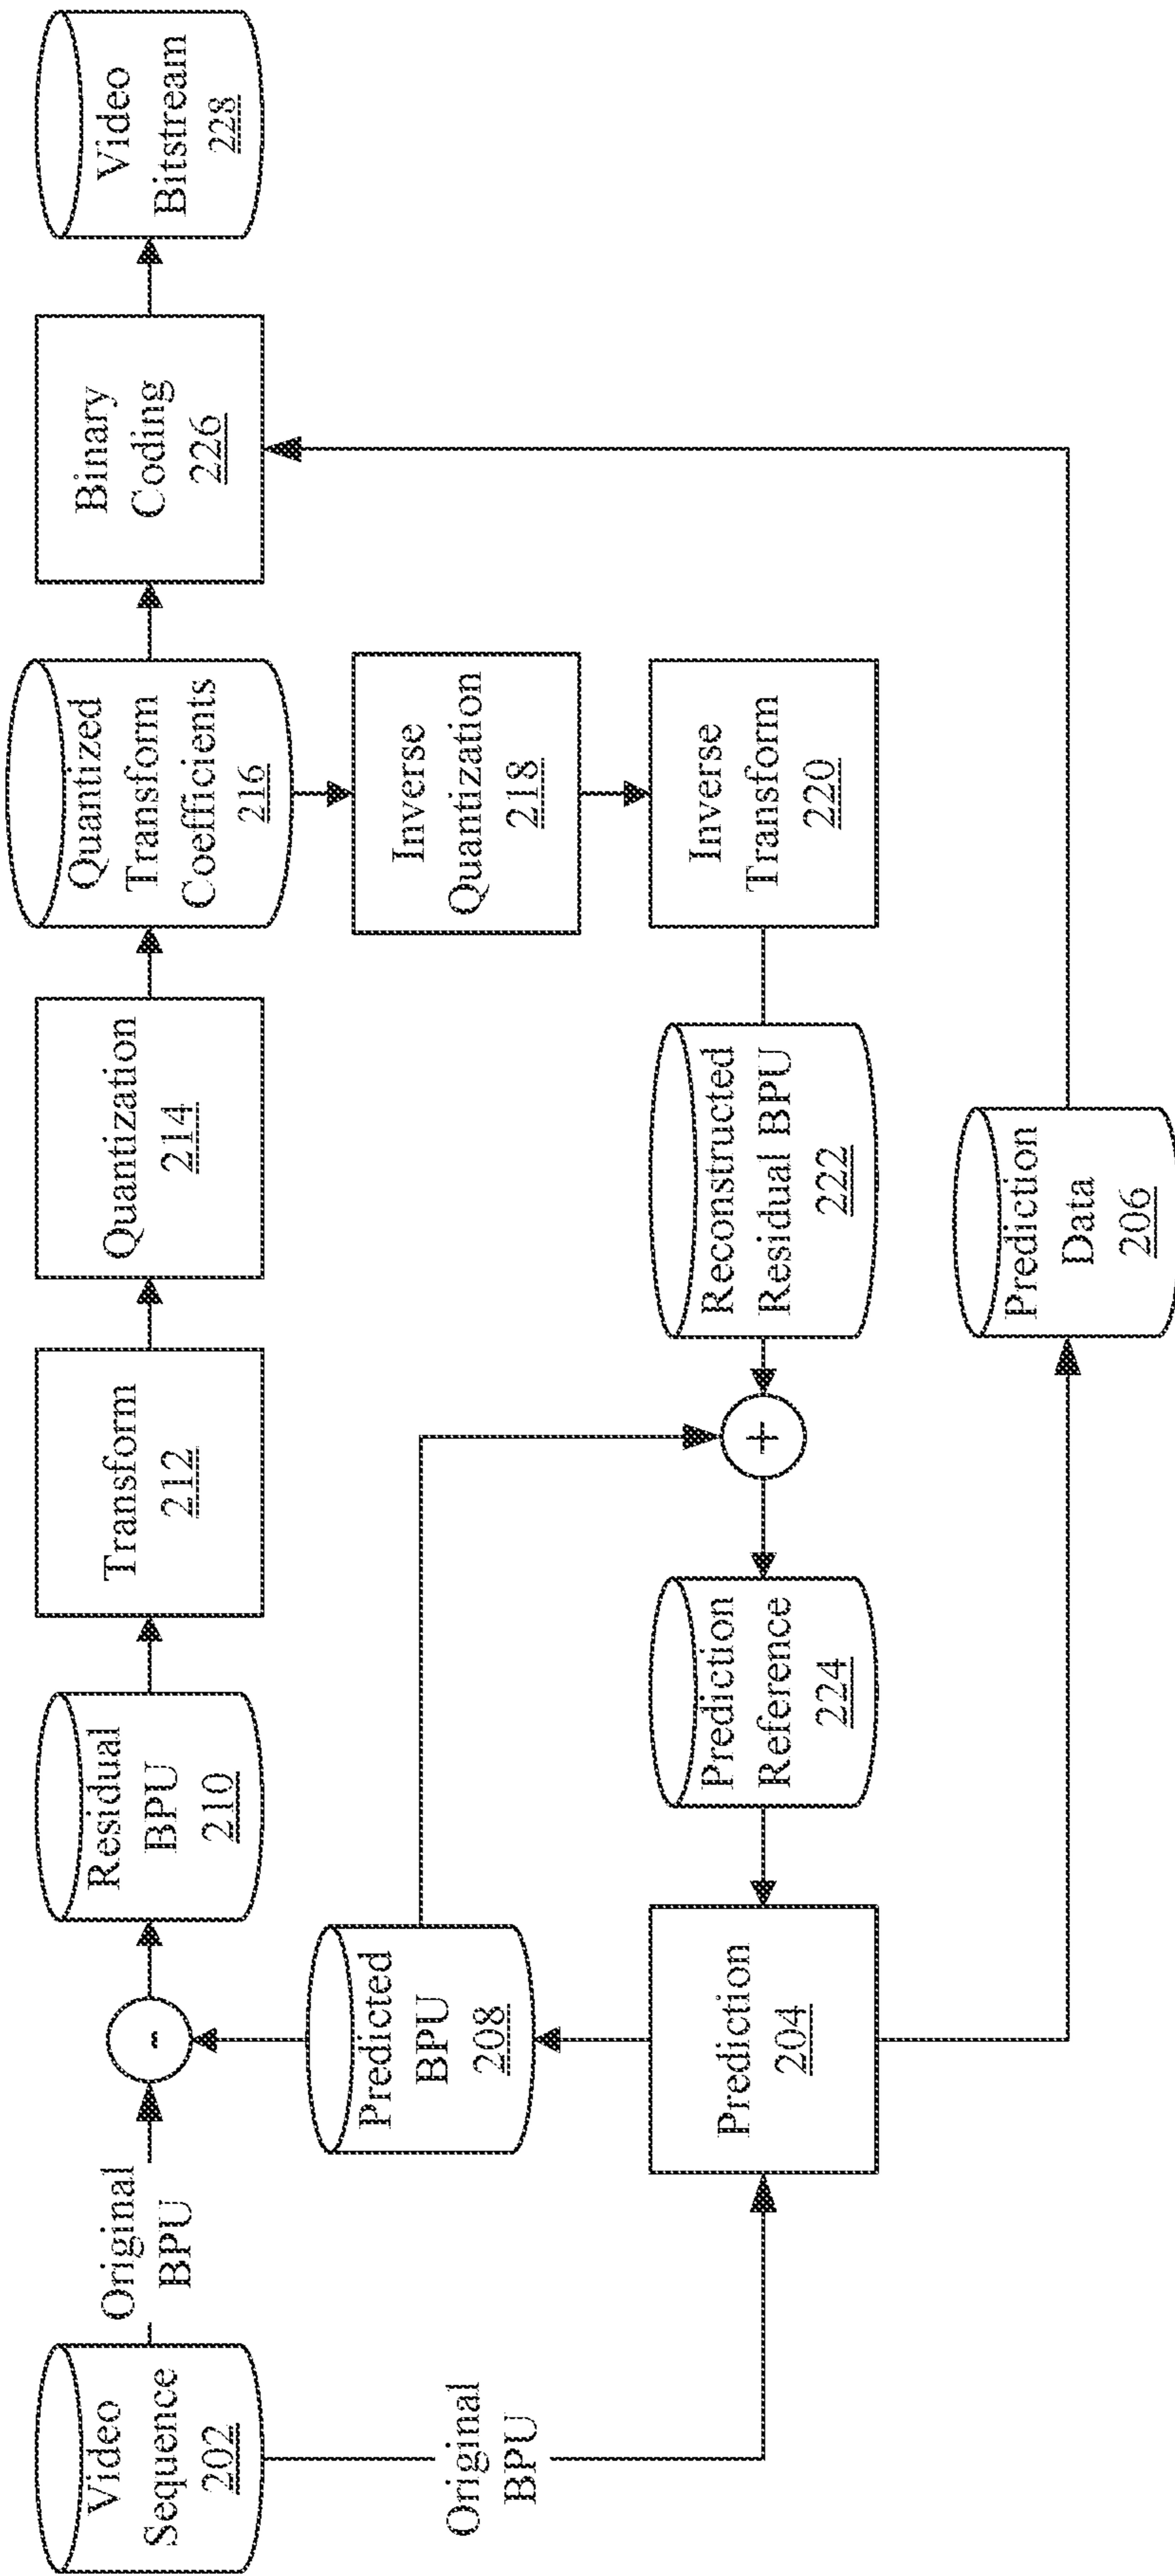 Video
Sequence
202
Original
BPU
-
Residual
BPU
210
Transform
212
Quantization
214
Quantized
Transform
Coefficients
216
Binary
Coding
226
Video
Bitstream
228
Original
BPU
Predicted
BPU
208
Inverse
Quantization
218
Prediction
204
Prediction
Reference
224
+
Reconstructed
Residual BPU
222
Inverse
Transform
220
Prediction
Data
206